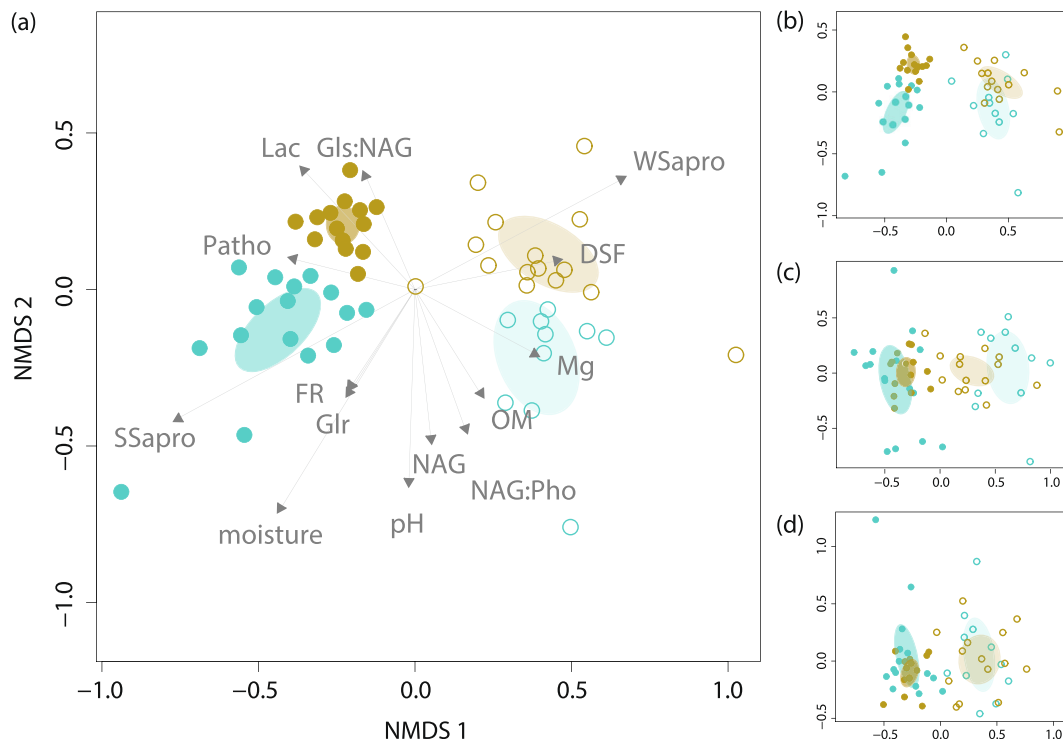 (a)
0.5
0.0
−0.5
−1.0
NMDS 2
Lac Gls:NAG
WSapro
Patho
DSF
Mg
FR
Glr
OM
SSapro
NAG
NAG:Pho
moisture
pH
−1.0 −0.5 0.0 0.5 1.0
NMDS 1
(b)
0.5
0.0
−0.5
−1.0
−0.5 0.0 0.5
(c)
0.5
0.0
−0.5
−0.5 0.0 0.5 1.0
(d)
1.0
0.5
0.0
−0.5
−0.5 0.0 0.5 1.0